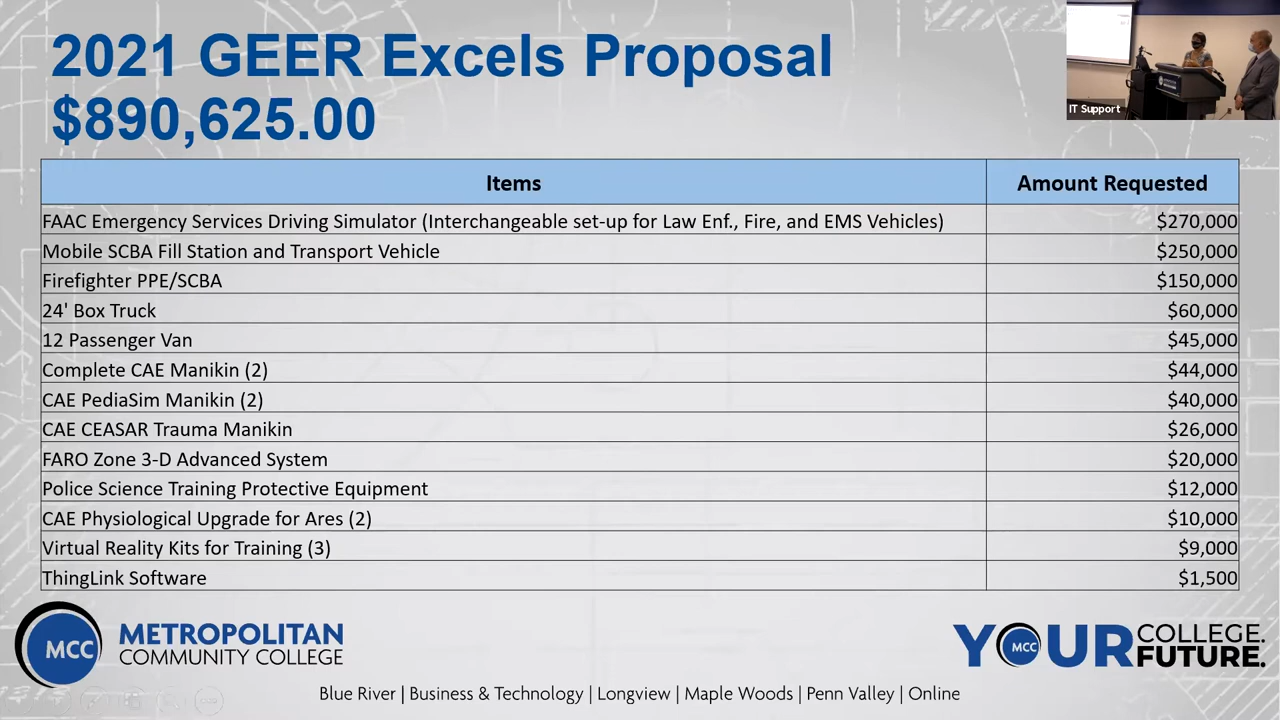 2021 GEER Excels Proposal
$890,625.00
IT Support
Items Amount Requested
FAAC Emergency Services Driving Simulator (Interchangeable set-up for Law Enf., Fire, and EMS Vehicles) $270,000
Mobile SCBA Fill Station and Transport Vehicle $250,000
Firefighter PPE/SCBA $150,000
24' Box Truck $60,000
12 Passenger Van $45,000
Complete CAE Manikin (2) $44,000
CAE PediaSim Manikin (2) $40,000
CAE CEASAR Trauma Manikin $26,000
FARO Zone 3-D Advanced System $20,000
Police Science Training Protective Equipment $12,000
CAE Physiological Upgrade for Ares (2) $10,000
Virtual Reality Kits for Training (3) $9,000
ThingLink Software $1,500
MCC
METROPOLITAN
COMMUNITY COLLEGE
YOUR COLLEGE.
MCC
FUTURE.
Blue River | Business & Technology | Longview | Maple Woods | Penn Valley | Online